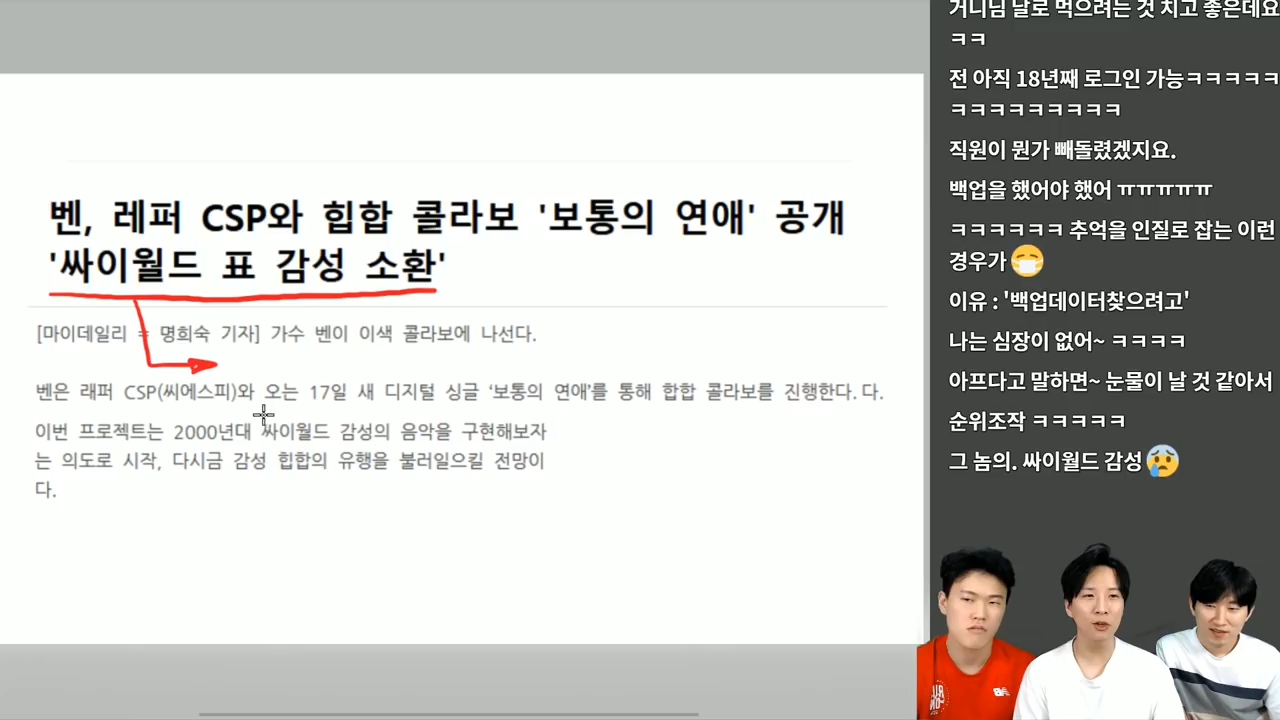 벤, 레퍼 CSP와 힙합 콜라보 '보통의 연애' 공개
'싸이월드 표 감성 소환'
[마이데일리 = 명희숙 기자] 가수 벤이 이색 콜라보에 나선다.
벤은 래퍼 CSP(씨에스피)와 오는 17일 새 디지털 싱글 ‘보통의 연애’를 통해 합합 콜라보를 진행한다. 다.
이번 프로젝트는 2000년대 싸이월드 감성의 음악을 구현해보자
는 의도로 시작, 다시금 감성 힙합의 유행을 불러일으킬 전망이
다.
거니님 날로 먹으려는 것 치고 좋은데요
ㅋㅋ
전 아직 18년째 로그인 가능ㅋㅋㅋㅋㅋ
ㅋㅋㅋㅋㅋㅋㅋㅋㅋ
직원이 뭔가 빼돌렸겠지요.
백업을 했어야 했어 ㅠㅠㅠㅠㅠ
ㅋㅋㅋㅋㅋㅋ 추억을 인질로 잡는 이런
경우가😷
이유 : '백업데이터찾으려고'
나는 심장이 없어~ ㅋㅋㅋㅋ
아프다고 말하면~ 눈물이 날 것 같아서
순위조작 ㅋㅋㅋㅋㅋ
그 놈의. 싸이월드 감성😥